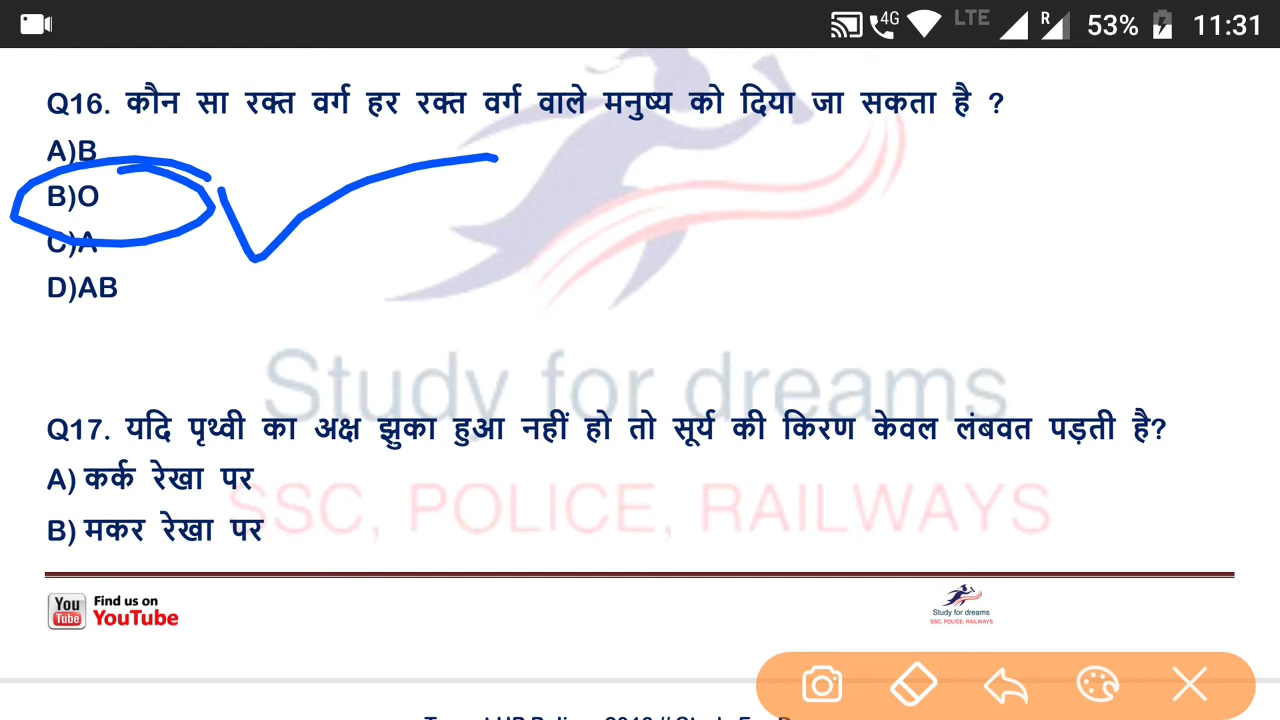 4G LTE R 53% 11:31
Q16. कौन सा रक्त वर्ग हर रक्त वर्ग वाले मनुष्य को दिया जा सकता है ?
A)B
B)O
C)A
D)AB
Study for dreams
Q17. यदि पृथ्वी का अक्ष झुका हुआ नहीं हो तो सूर्य की किरण केवल लंबवत पड़ती है?
A) कर्क रेखा पर
SSC, POLICE, RAILWAYS
B) मकर रेखा पर
You Tube
Find us on
YouTube
Study for dreams
SSC, POLICE, RAILWAYS